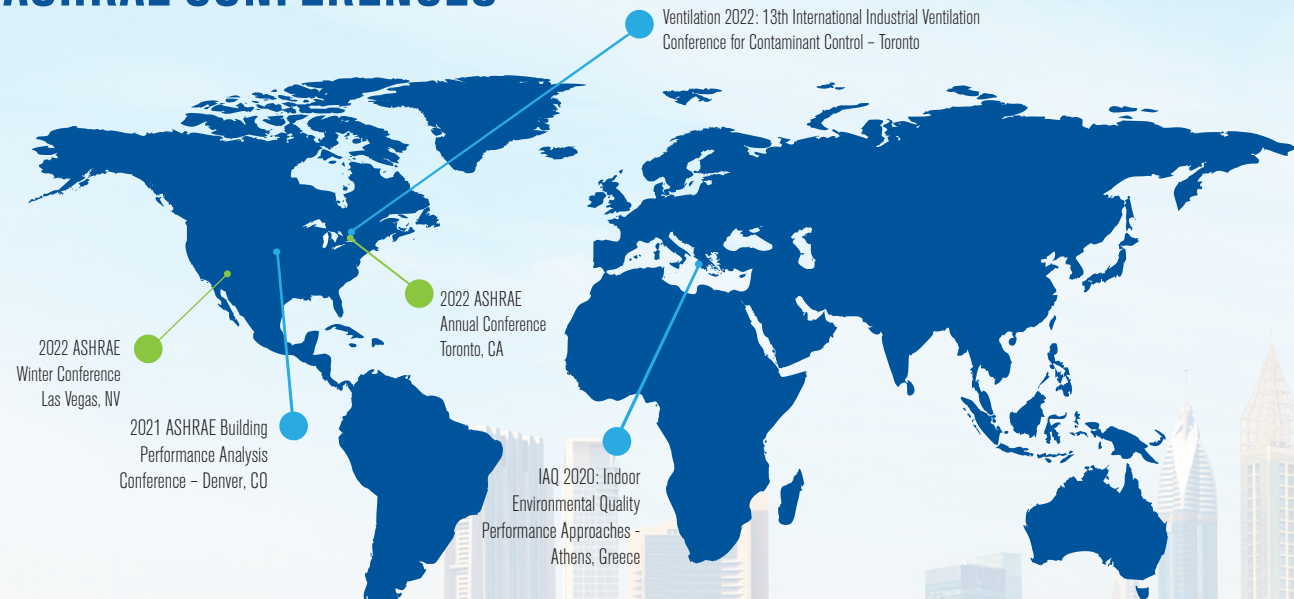 ASHRAE CONFERENCES
Ventilation 2022: 13th International Industrial Ventilation
Conference for Contaminant Control – Toronto
2022 ASHRAE
Annual Conference
Toronto, CA
2022 ASHRAE
Winter Conference
Las Vegas, NV
2021 ASHRAE Building
Performance Analysis
Conference – Denver, CO
IAQ 2020: Indoor
Environmental Quality
Performance Approaches -
Athens, Greece